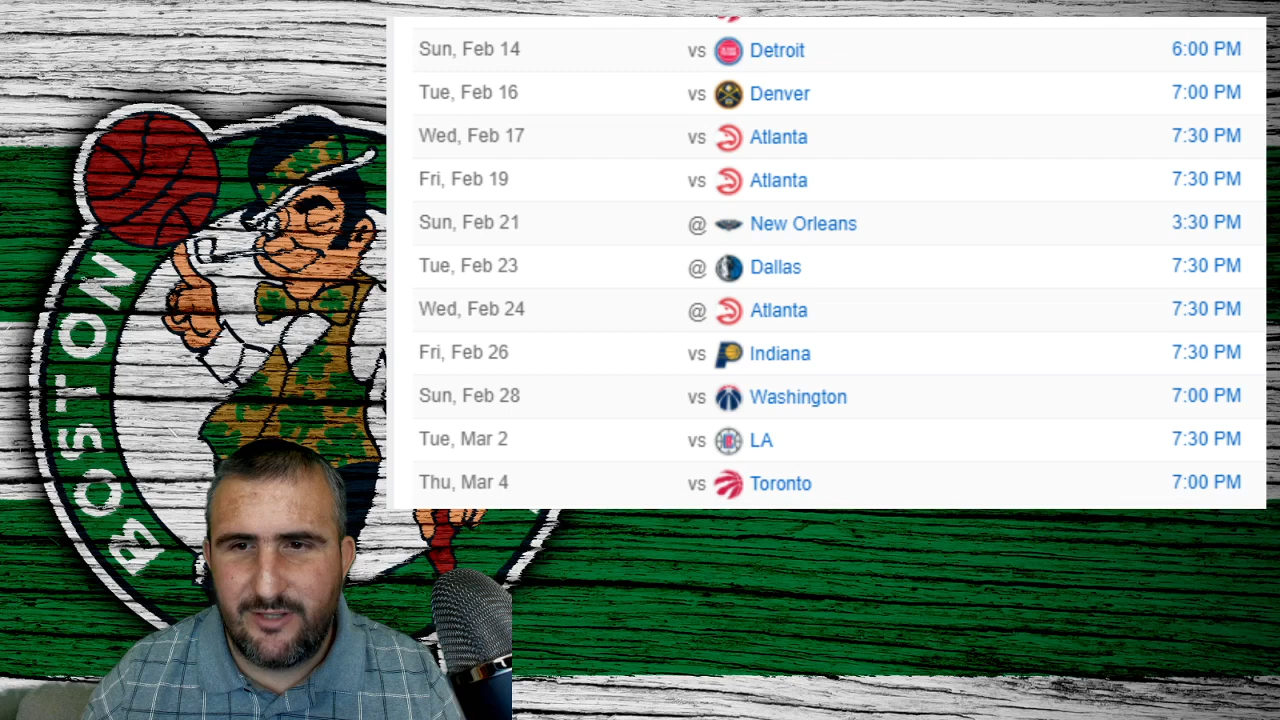 Sun, Feb 14 vs Detroit 6:00 PM
Tue, Feb 16 vs Denver 7:00 PM
Wed, Feb 17 vs Atlanta 7:30 PM
Fri, Feb 19 vs Atlanta 7:30 PM
Sun, Feb 21 @ New Orleans 3:30 PM
Tue, Feb 23 @ Dallas 7:30 PM
Wed, Feb 24 @ Atlanta 7:30 PM
Fri, Feb 26 vs Indiana 7:30 PM
Sun, Feb 28 vs Washington 7:00 PM
Tue, Mar 2 vs LA 7:30 PM
Thu, Mar 4 vs Toronto 7:00 PM
BOSTON